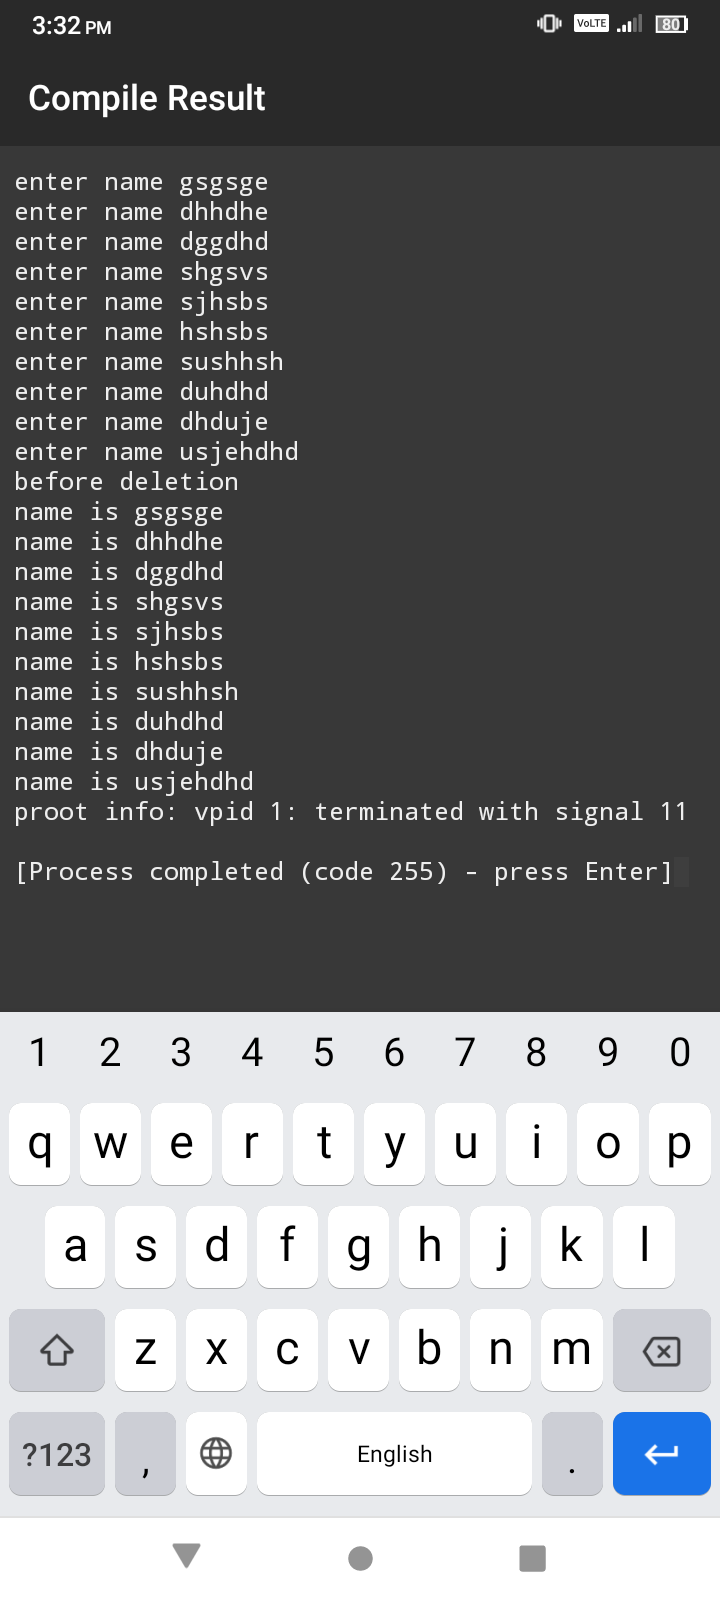 3:32 PM
VoLTE
80
Compile Result
enter name gsgsge
enter name dhhdhe
enter name dggdhd
enter name shgsvs
enter name sjhsbs
enter name hshsbs
enter name sushhsh
enter name duhdhd
enter name dhduje
enter name usjehdhd
before deletion
name is gsgsge
name is dhhdhe
name is dggdhd
name is shgsvs
name is sjhsbs
name is hshsbs
name is sushhsh
name is duhdhd
name is dhduje
name is usjehdhd
proot info: vpid 1: terminated with signal 11
[Process completed (code 255) – press Enter]
1 2 3 4 5 6 7 8 9 0
q w e r t y u i o p
a s d f g h j k l
z x c v b n m
?123 , English .